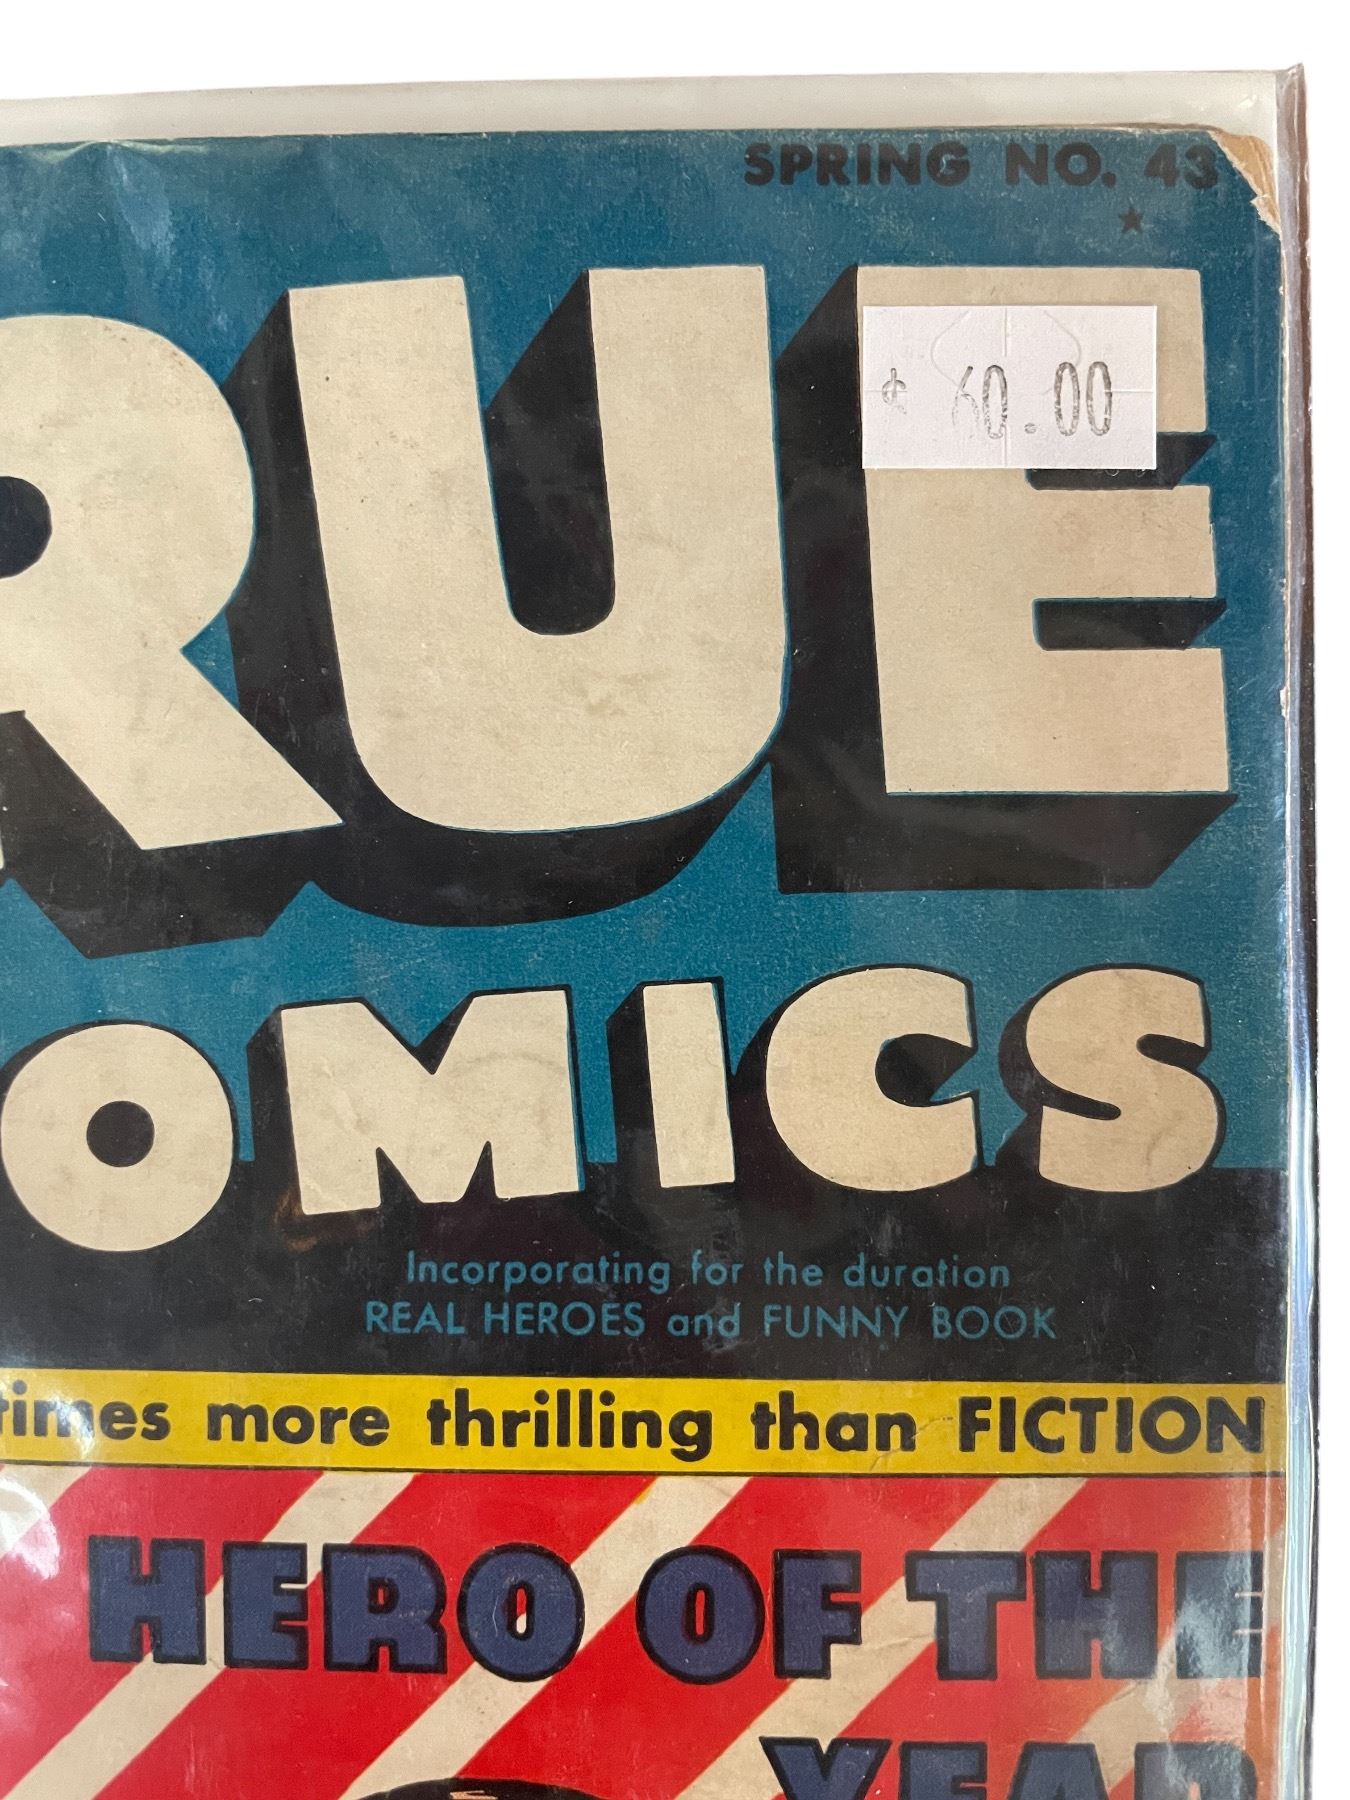 SPRING NO. 43
RUE
$ 60.00
OMICS
Incorporating for the duration
REAL HEROES and FUNNY BOOK
times more thrilling than FICTION
HERO OF THE
YEAR